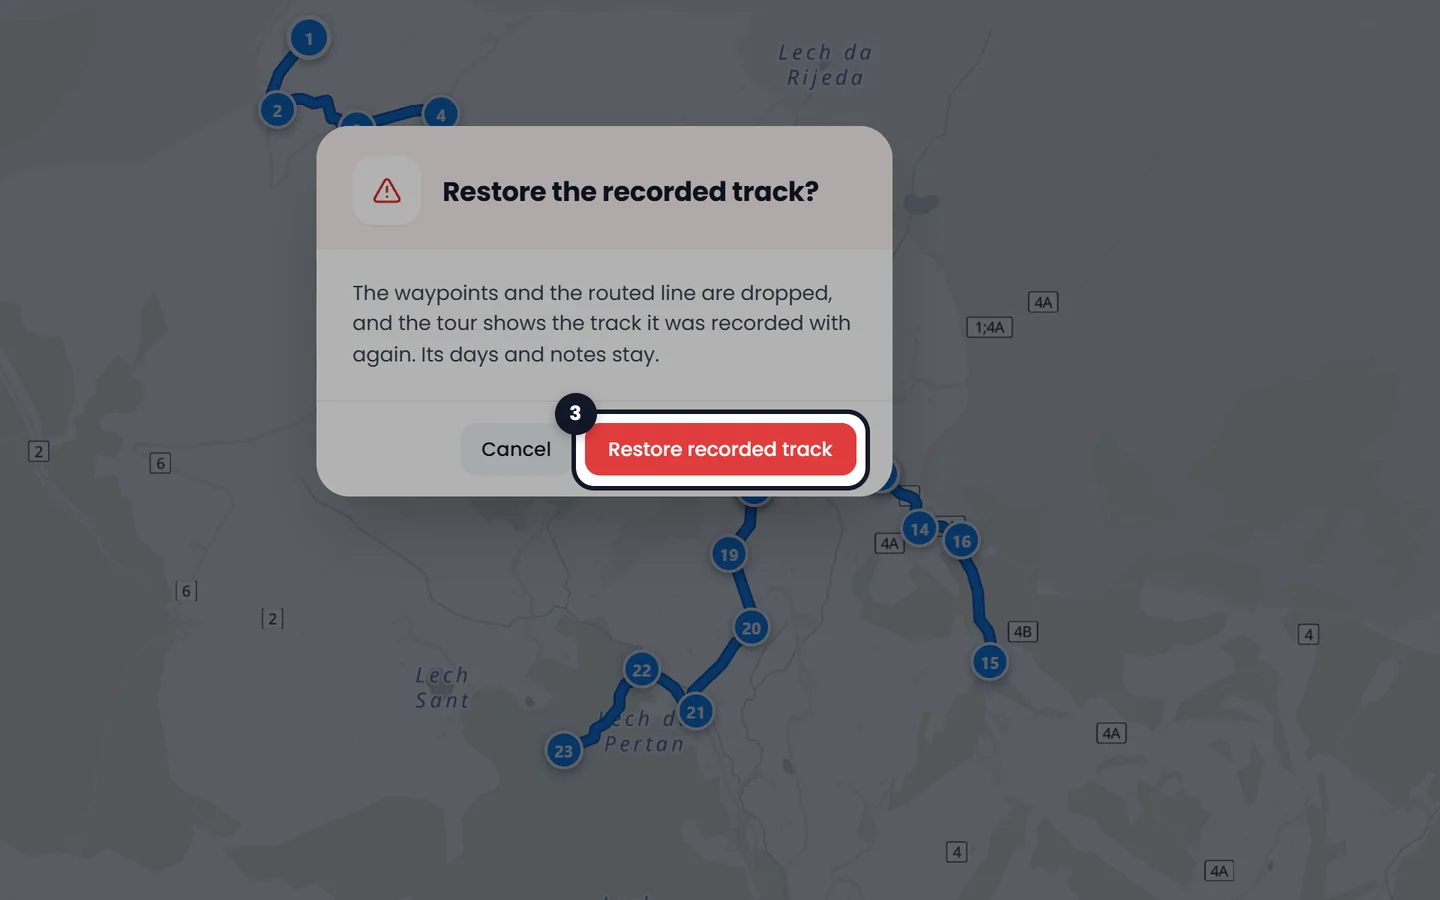 1
Lech da
Rijeda
2
4
Restore the recorded track?
The waypoints and the routed line are dropped,
and the tour shows the track it was recorded with
again. Its days and notes stay.
4A
1;4A
3
Cancel
Restore recorded track
2
6
14
16
4A
19
6
2
20
4B
4
15
22
Lech
Sant
21
Pertan
23
4A
4
4A